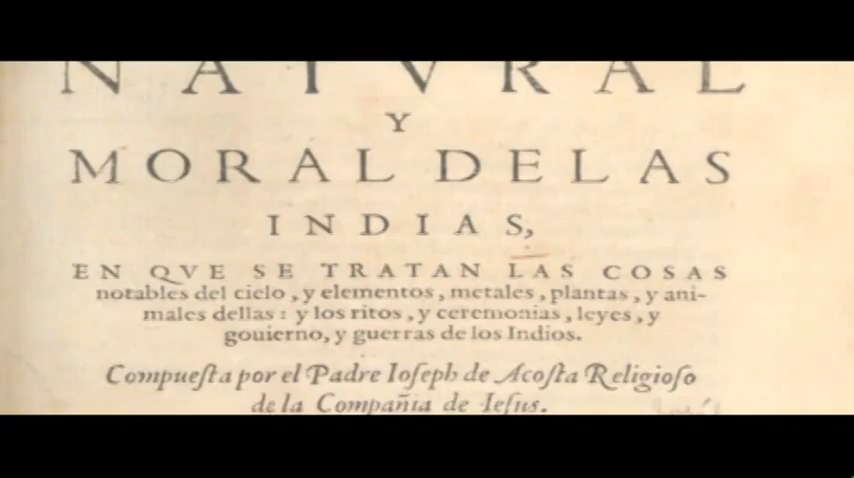 NATVRAL
Y
MORAL DELAS
INDIAS,
EN QVE SE TRATAN LAS COSAS
notables del cielo, y elementos, metales, plantas, y ani-
males dellas: y los ritos, y ceremonias, leyes, y
gouierno, y guerras de los Indios.
Compueſta por el Padre Ioſeph de Acoſta Religioſo
de la Compañia de Ieſus.